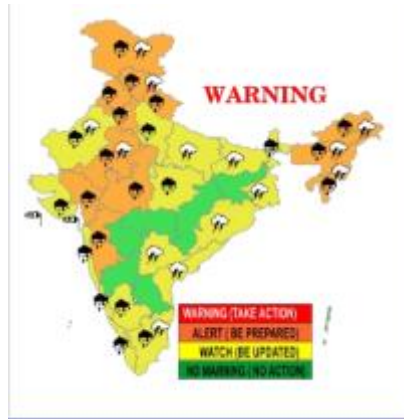 WARNING
WARNING (TAKE ACTION)
ALERT ( BE PREPARED)
WATCH (BE UPDATED)
NO WARNING ( NO ACTION)